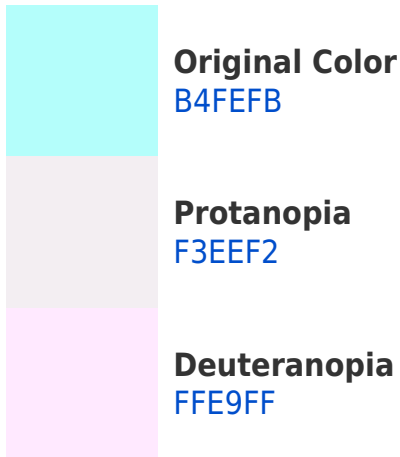 Original Color
B4FEFB
Protanopia
F3EEF2
Deuteranopia
FFE9FF